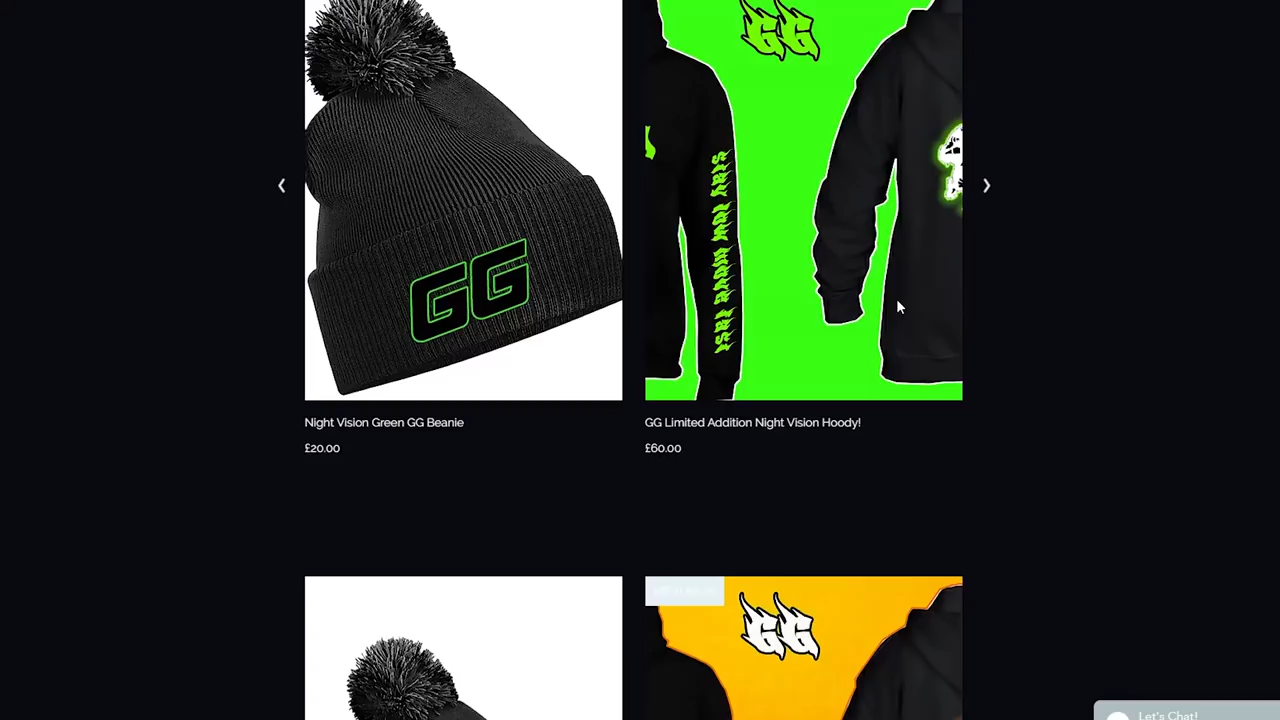 GG
GG
Night Vision Green GG Beanie
£20.00
GG Limited Addition Night Vision Hoody!
£60.00
GG
Let's Chat!